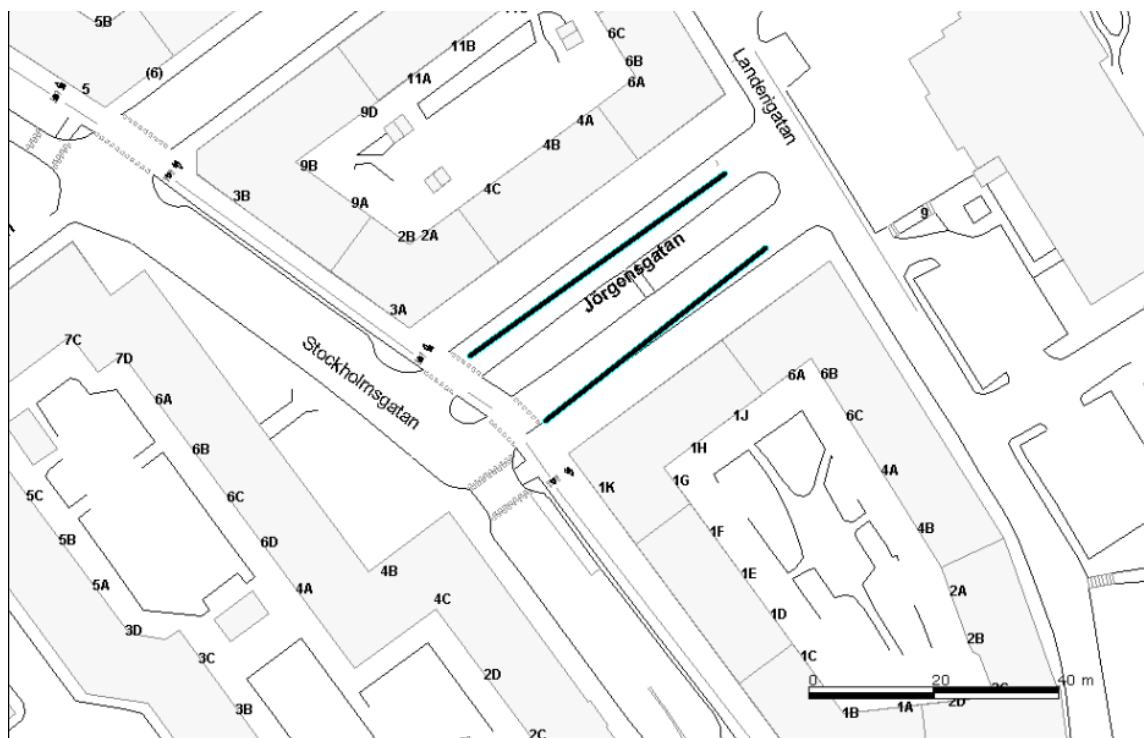 5B
11B
6C
(6)
5
11A
6B
6A
9D
4A
4B
9B
4C
3B
9A
2B
2A
9
3A
Landerigatan
Jörgensgatan
Stockholmsgatan
7C
7D
6A
6B
6C
6D
4A
5C
5B
5A
3D
3C
3B
4B
4C
2D
2C
6A
6B
6C
1J
1H
1G
1K
1F
1E
1D
1C
4A
4B
2A
2B
1B
1A
2D
0 20 40 m